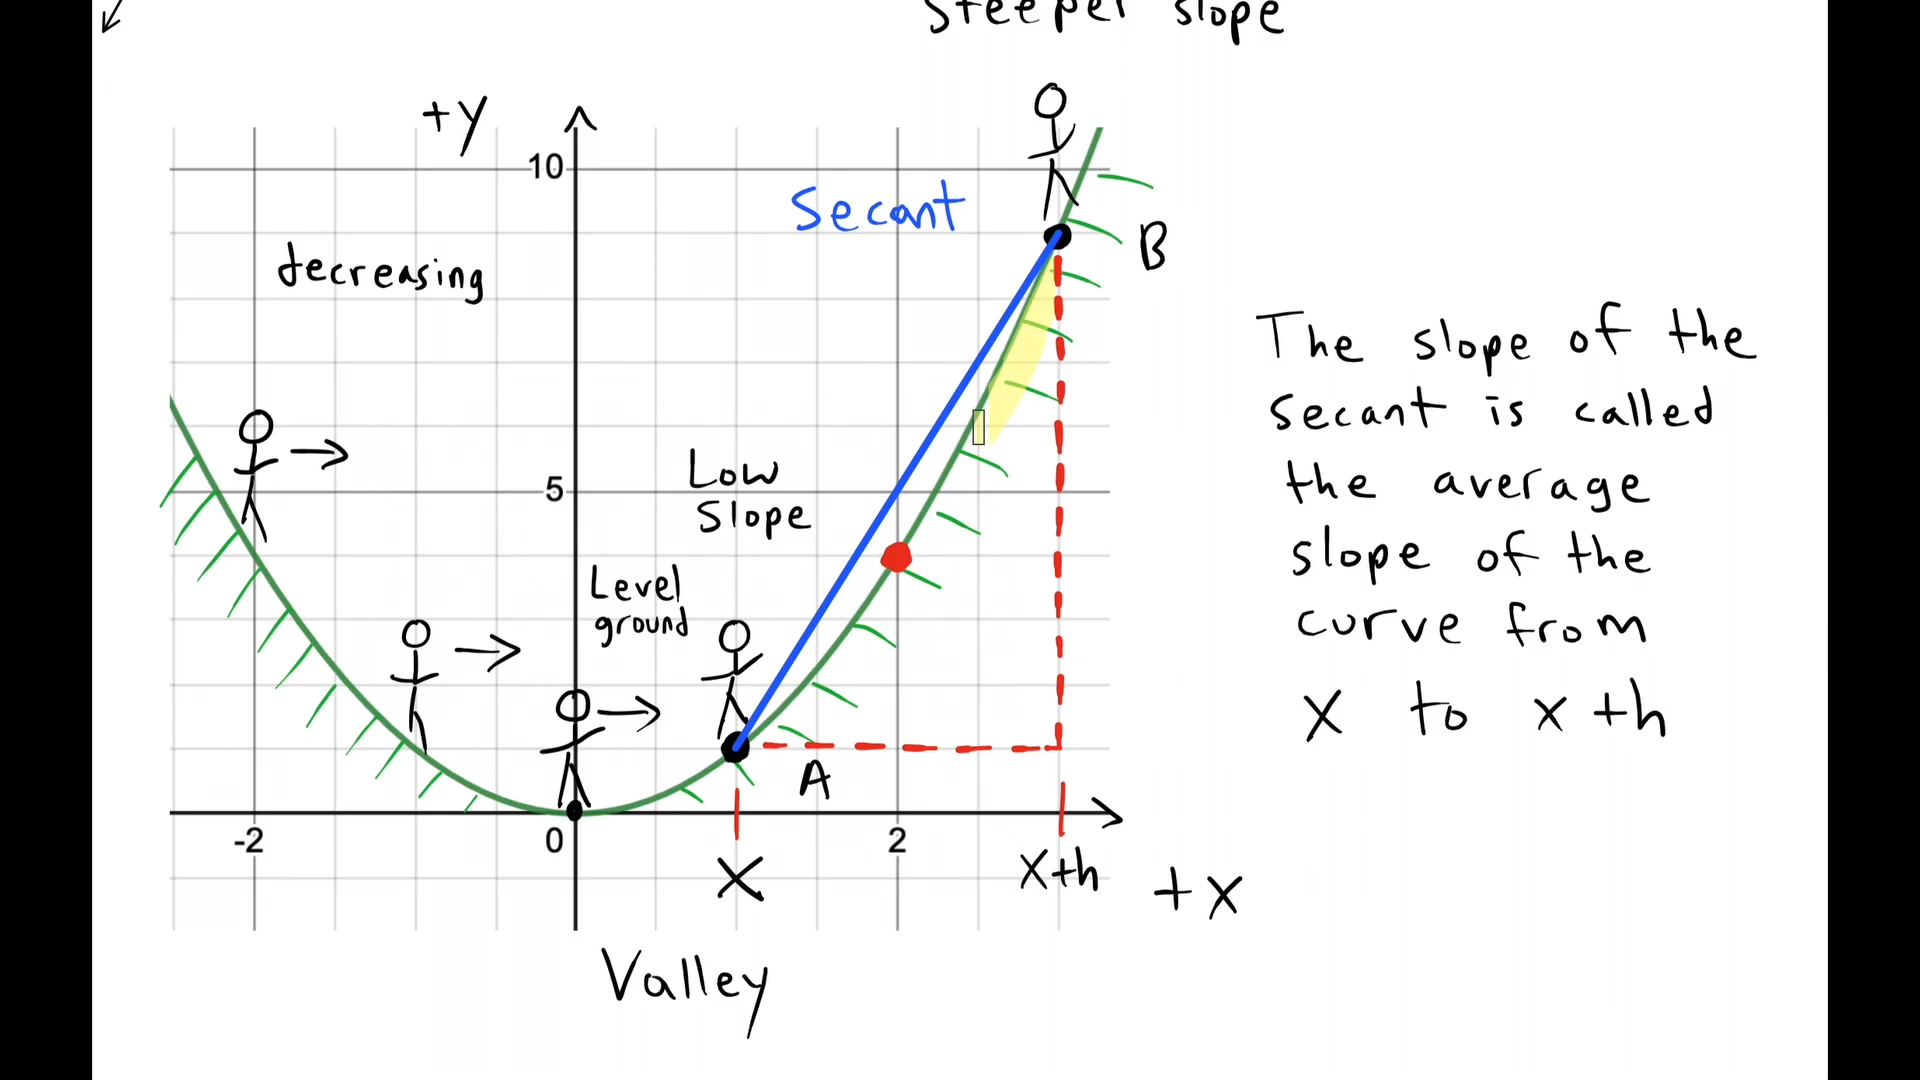 Steeper slope
+y
10
Secant
decreasing
B
The slope of the
secant is called
the average
slope of the
curve from
x to x+h
5
Low
Slope
Level
ground
A
-2
0
2
x
x+h
+x
Valley